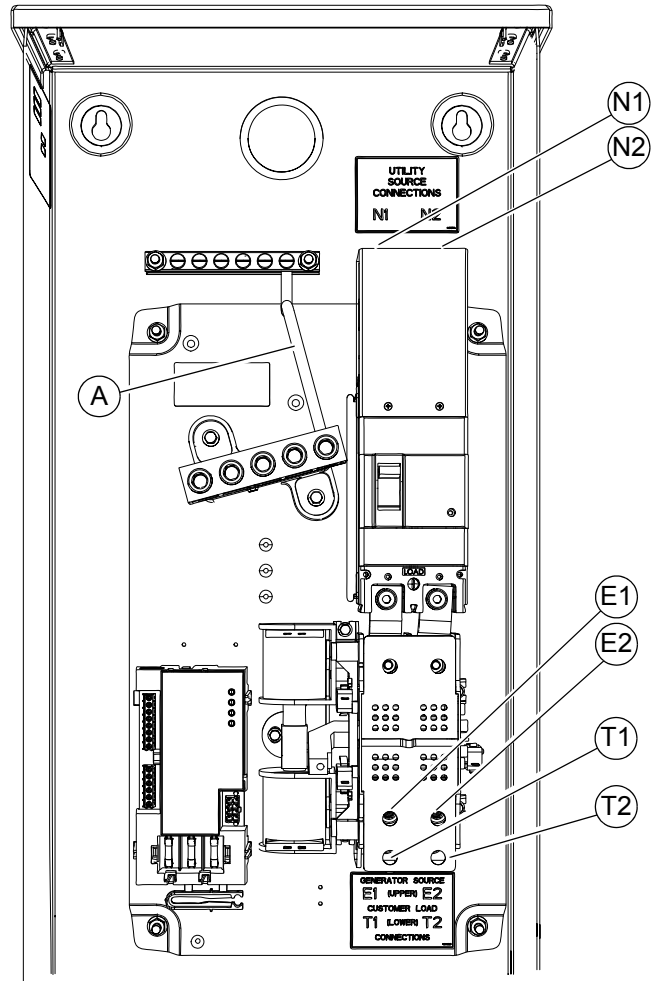 N1
N2
UTILITY
SOURCE
CONNECTIONS
N1 N2
A
LOAD
E1
E2
T1
T2
GENERATOR SOURCE
E1 (UPPER) E2
CUSTOMER LOAD
T1 (LOWER) T2
CONNECTIONS